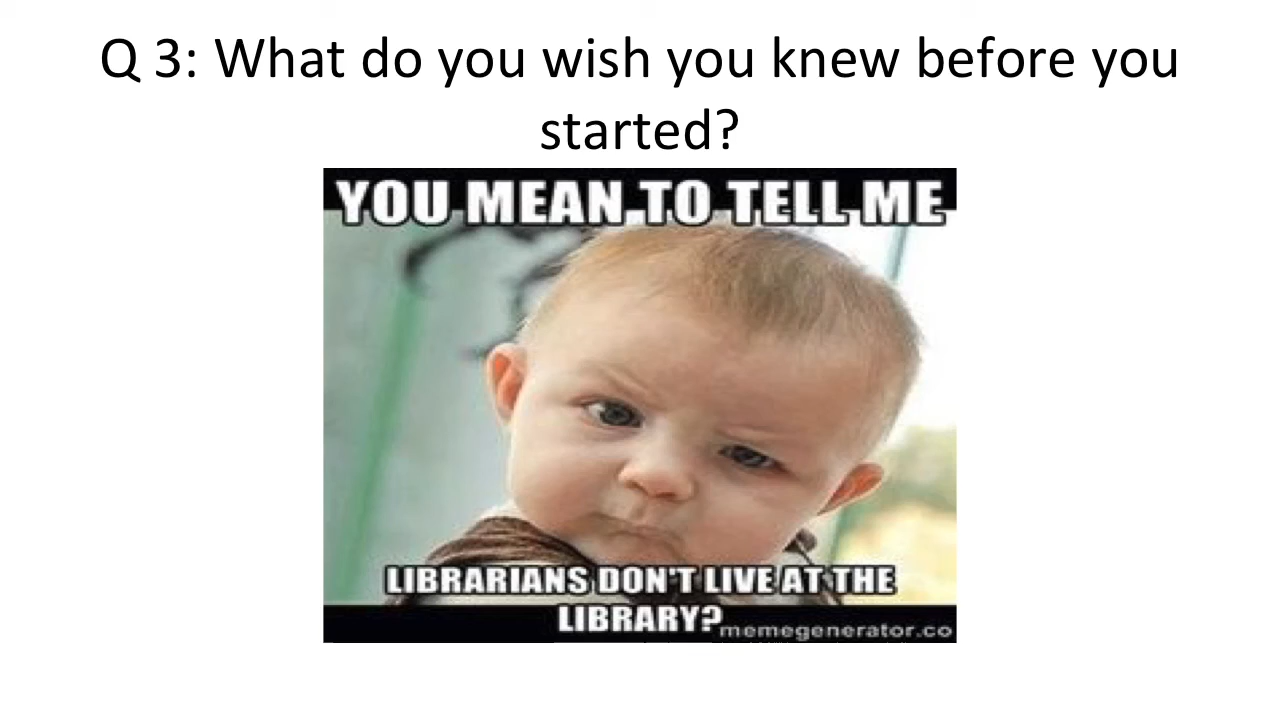 Q 3: What do you wish you knew before you
started?
YOU MEAN TO TELL ME
LIBRARIANS DON'T LIVE AT THE
LIBRARY?
memegenerator.co